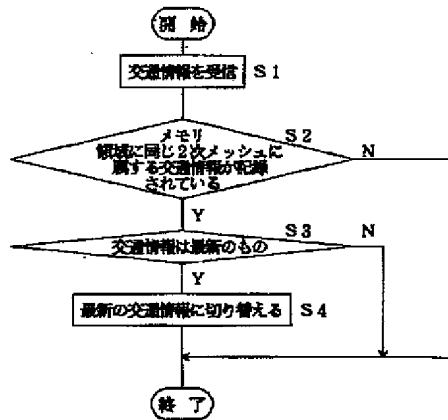 開 始
交通情報を受信 S1
メモリ S2
領域に同じ2次メッシュに N
属する交通情報が記録
されている
Y
S3
交通情報は最新のもの N
Y
最新の交通情報に切り替える S4
終 了